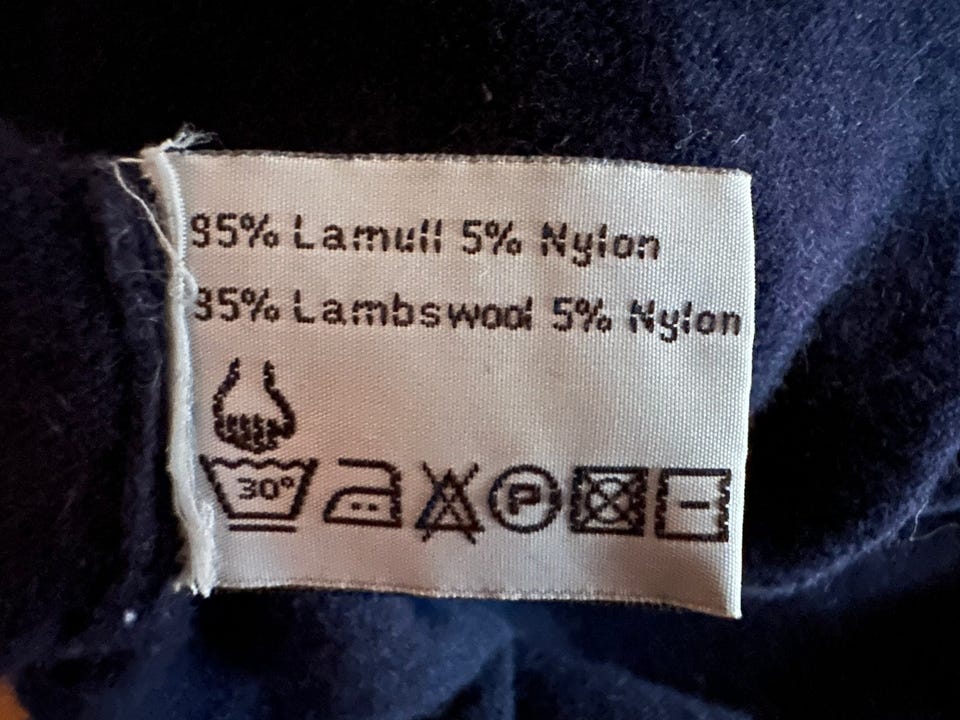 95% Lamull 5% Nylon
95% Lambswool 5% Nylon
30°
P